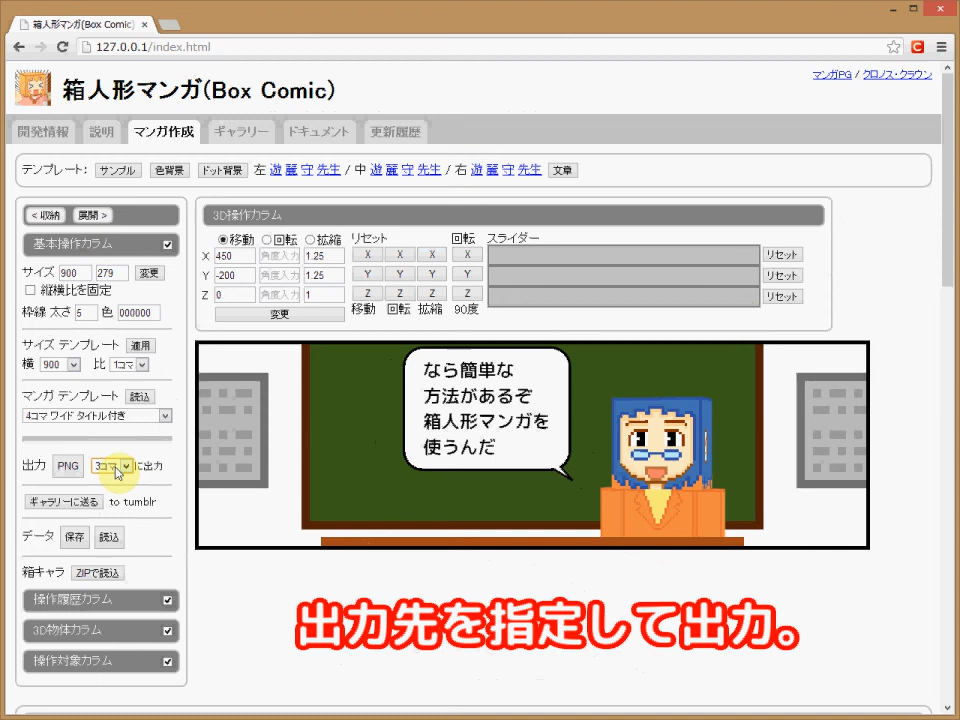 箱人形マンガ(Box Comic)
127.0.0.1/index.html
箱人形マンガ(Box Comic)
マンガPG / クロノス・クラウン
開発情報 説明 マンガ作成 ギャラリー ドキュメント 更新履歴
テンプレート: サンプル 色背景 ドット背景 左 遊 麗 守 先生 / 中 遊 麗 守 先生 / 右 遊 麗 守 先生 文章
< 収納 展開 >
基本操作カラム
サイズ 900 279 変更
縦横比を固定
枠線 太さ 5 色 000000
サイズ テンプレート 適用
横 900 比 1コマ
マンガ テンプレート 読込
4コマ ワイド タイトル付き
出力 PNG 3コマ に出力
ギャラリーに送る to tumblr
データ 保存 読込
箱キャラ ZIPで読込
操作履歴カラム
3D物体カラム
操作対象カラム
3D操作カラム
移動 回転 拡縮 リセット 回転 スライダー
X 450 角度入力 1.25 X X X X リセット
Y -200 角度入力 1.25 Y Y Y Y リセット
Z 0 角度入力 1 Z Z Z Z リセット
変更 移動 回転 拡縮 90度
なら簡単な
方法があるぞ
箱人形マンガを
使うんだ
出力先を指定して出力。